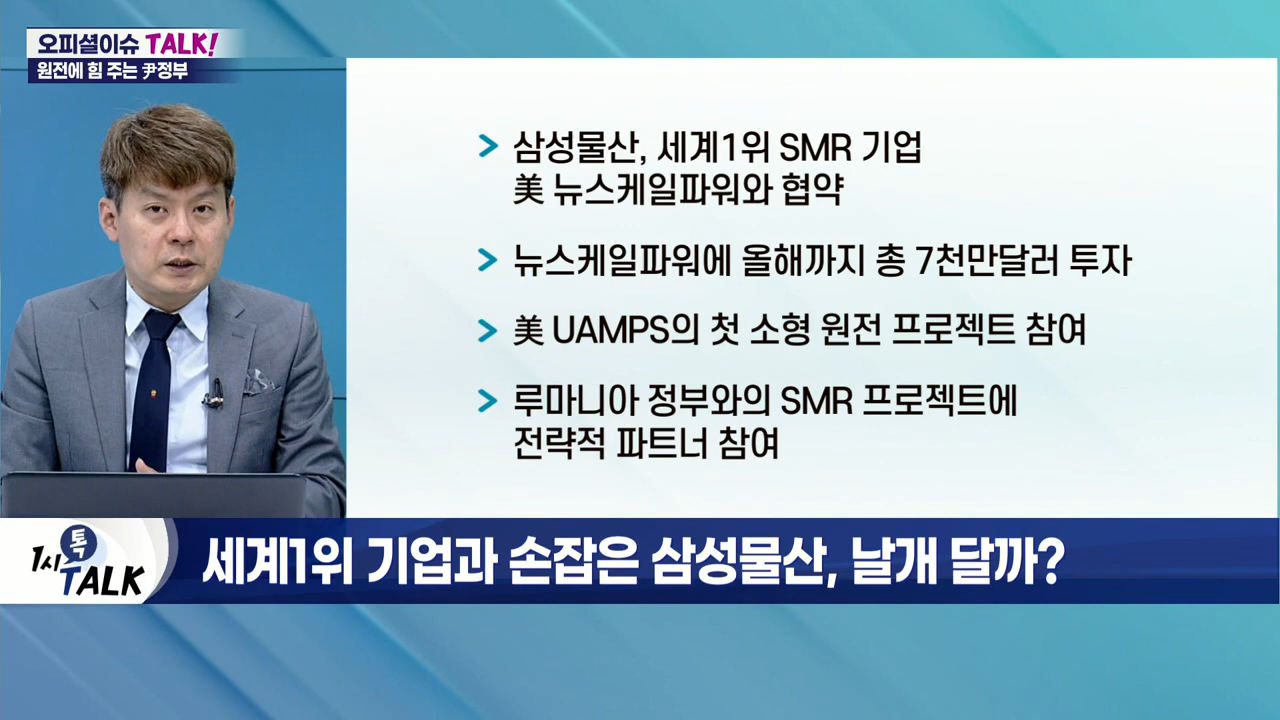 오피셜이슈 TALK!
원전에 힘 주는 尹정부
> 삼성물산, 세계1위 SMR 기업
美 뉴스케일파워와 협약
> 뉴스케일파워에 올해까지 총 7천만달러 투자
> 美 UAMPS의 첫 소형 원전 프로젝트 참여
> 루마니아 정부와의 SMR 프로젝트에
전략적 파트너 참여
1시 톡 TALK
세계1위 기업과 손잡은 삼성물산, 날개 달까?